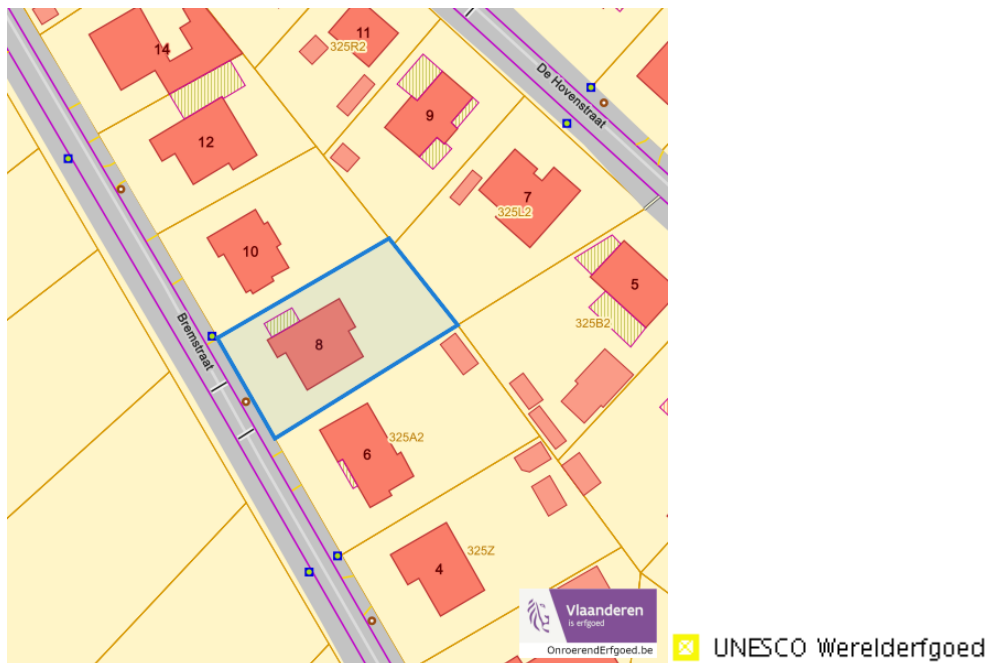 14
11
325R2
De Hovenstraat
9
12
7
325L2
10
5
325B2
Bremstraat
8
325A2
6
325Z
4
Vlaanderen
is erfgoed
OnroerendErfgoed.be
UNESCO Werelderfgoed